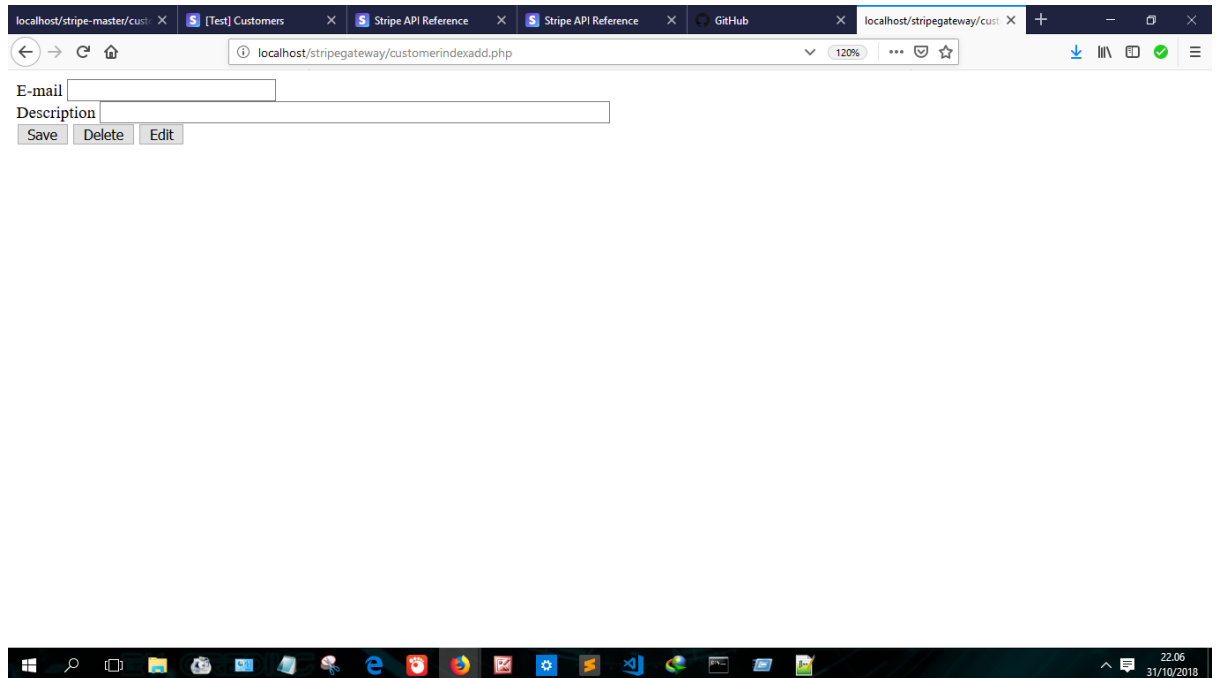 localhost/stripe-master/custo
[Test] Customers
Stripe API Reference
Stripe API Reference
GitHub
localhost/stripegateway/cust
localhost/stripegateway/customerindexadd.php
120%
E-mail
Description
Save Delete Edit
22.06
31/10/2018